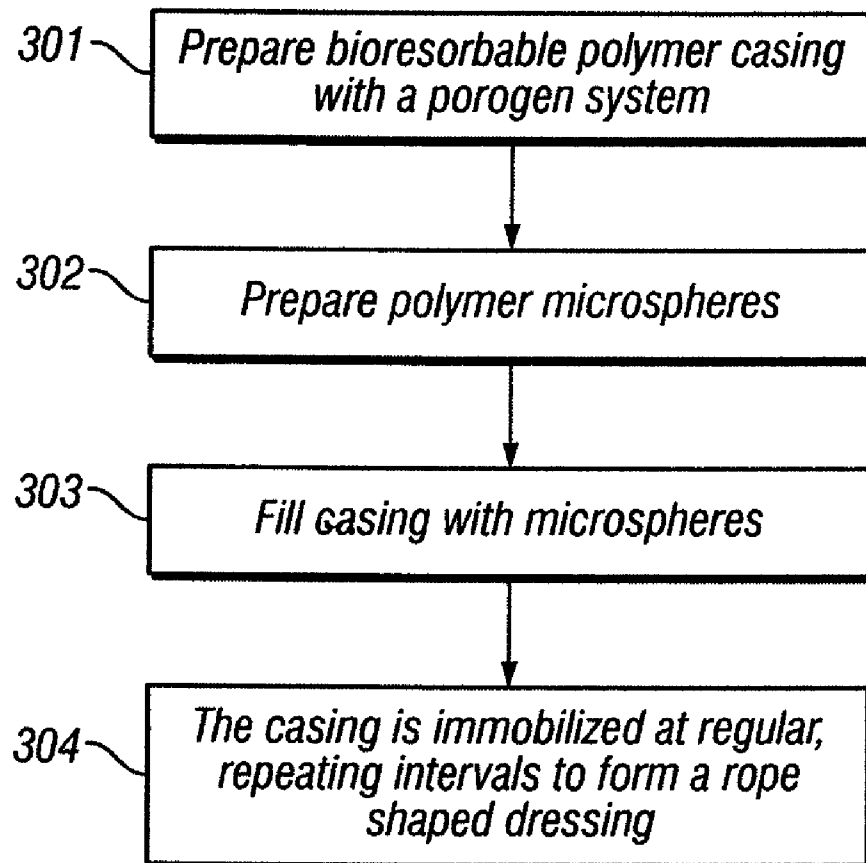 301
Prepare bioresorbable polymer casing
with a porogen system
302
Prepare polymer microspheres
303
Fill casing with microspheres
304
The casing is immobilized at regular,
repeating intervals to form a rope
shaped dressing